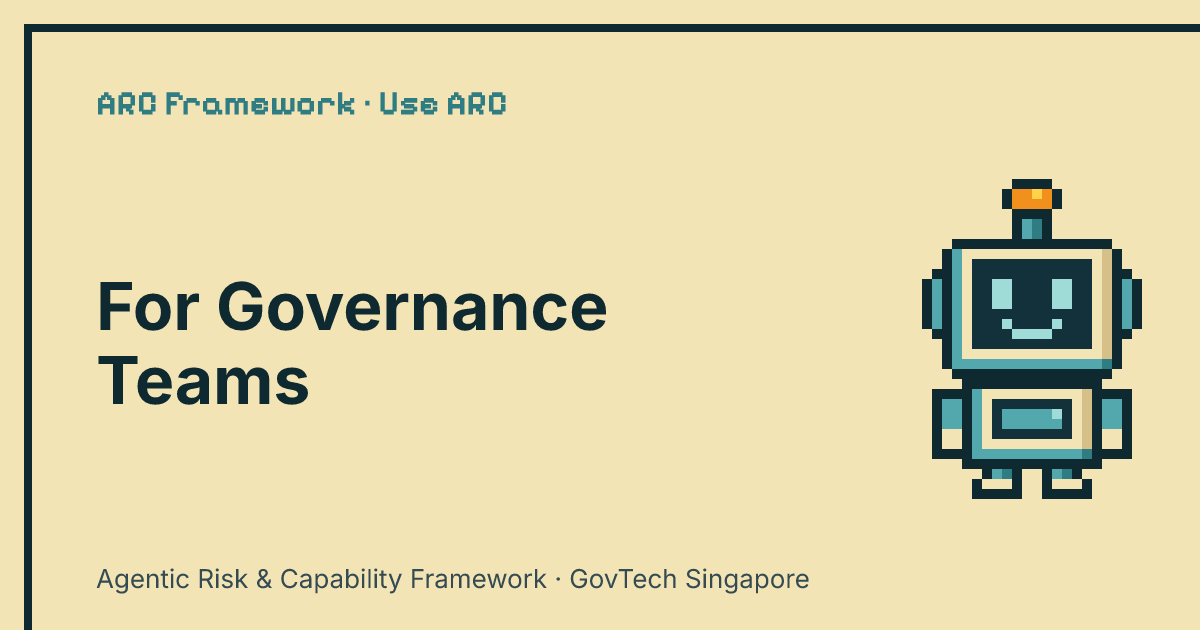 ARC Framework · Use ARC
For Governance
Teams
Agentic Risk & Capability Framework · GovTech Singapore